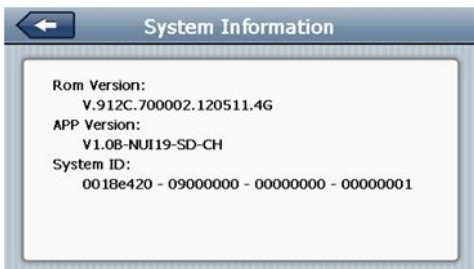 System Information
Rom Version:
V.912C.700002.120511.4G
APP Version:
V1.0B-NUI19-SD-CH
System ID:
0018e420 - 09000000 - 00000000 - 00000001